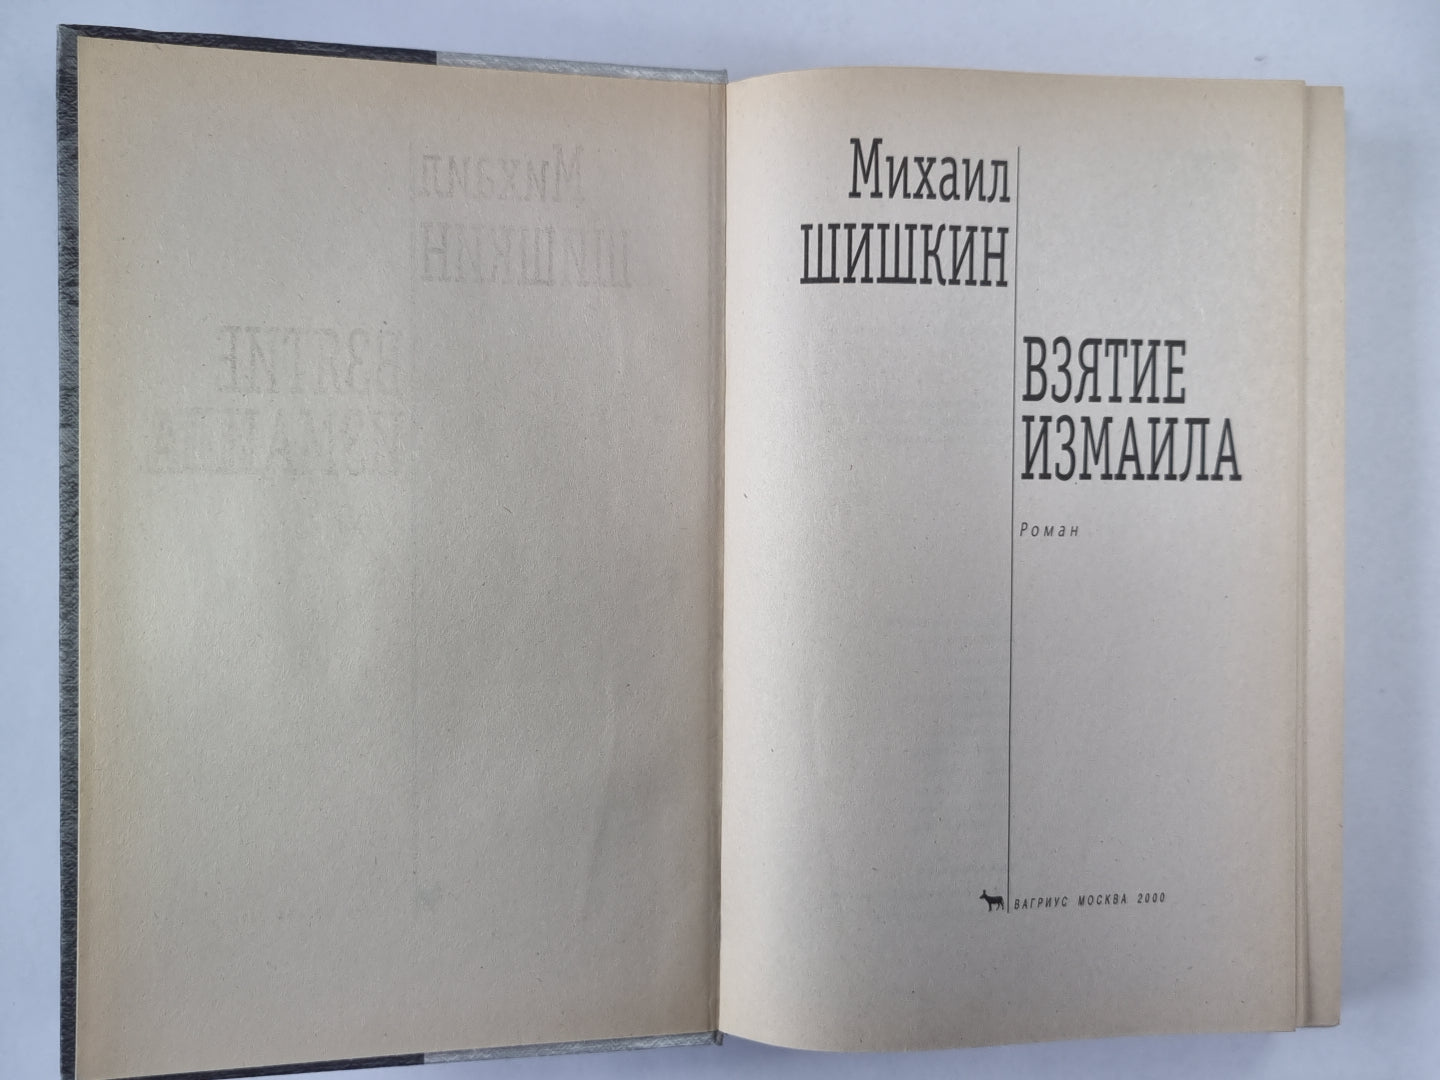 Михаил
ШИШКИН
ВЗЯТИЕ
ИЗМАИЛА
Роман
ВАГРИУС МОСКВА 2000